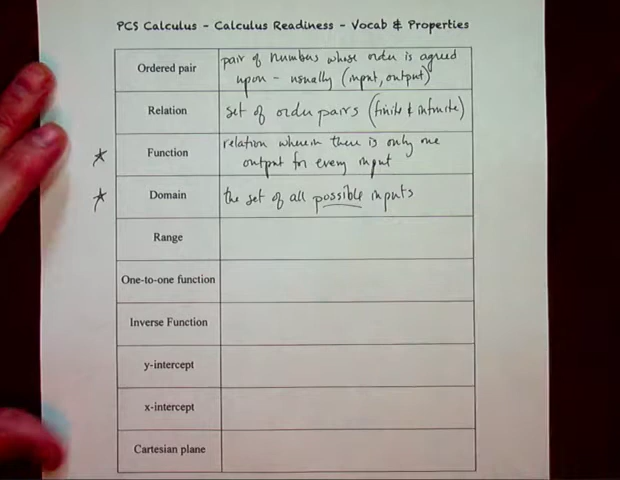 PCS Calculus - Calculus Readiness - Vocab & Properties
Ordered pair
pair of numbers whose order is agreed
upon - usually (input, output)
Relation
set of order pairs (finite & infinite)
Function
relation wherein there is only one
output for every input
Domain
the set of all possible inputs
Range
One-to-one function
Inverse Function
y-intercept
x-intercept
Cartesian plane